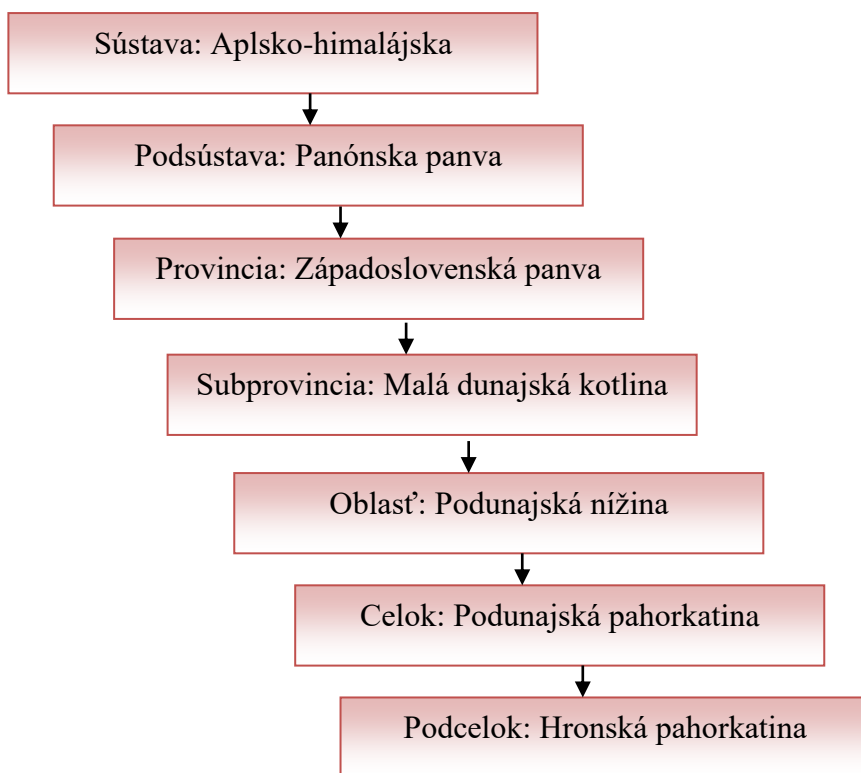 Sústava: Aplsko-himalájska
Podsústava: Panónska panva
Provincia: Západoslovenská panva
Subprovincia: Malá dunajská kotlina
Oblasť: Podunajská nížina
Celok: Podunajská pahorkatina
Podcelok: Hronská pahorkatina